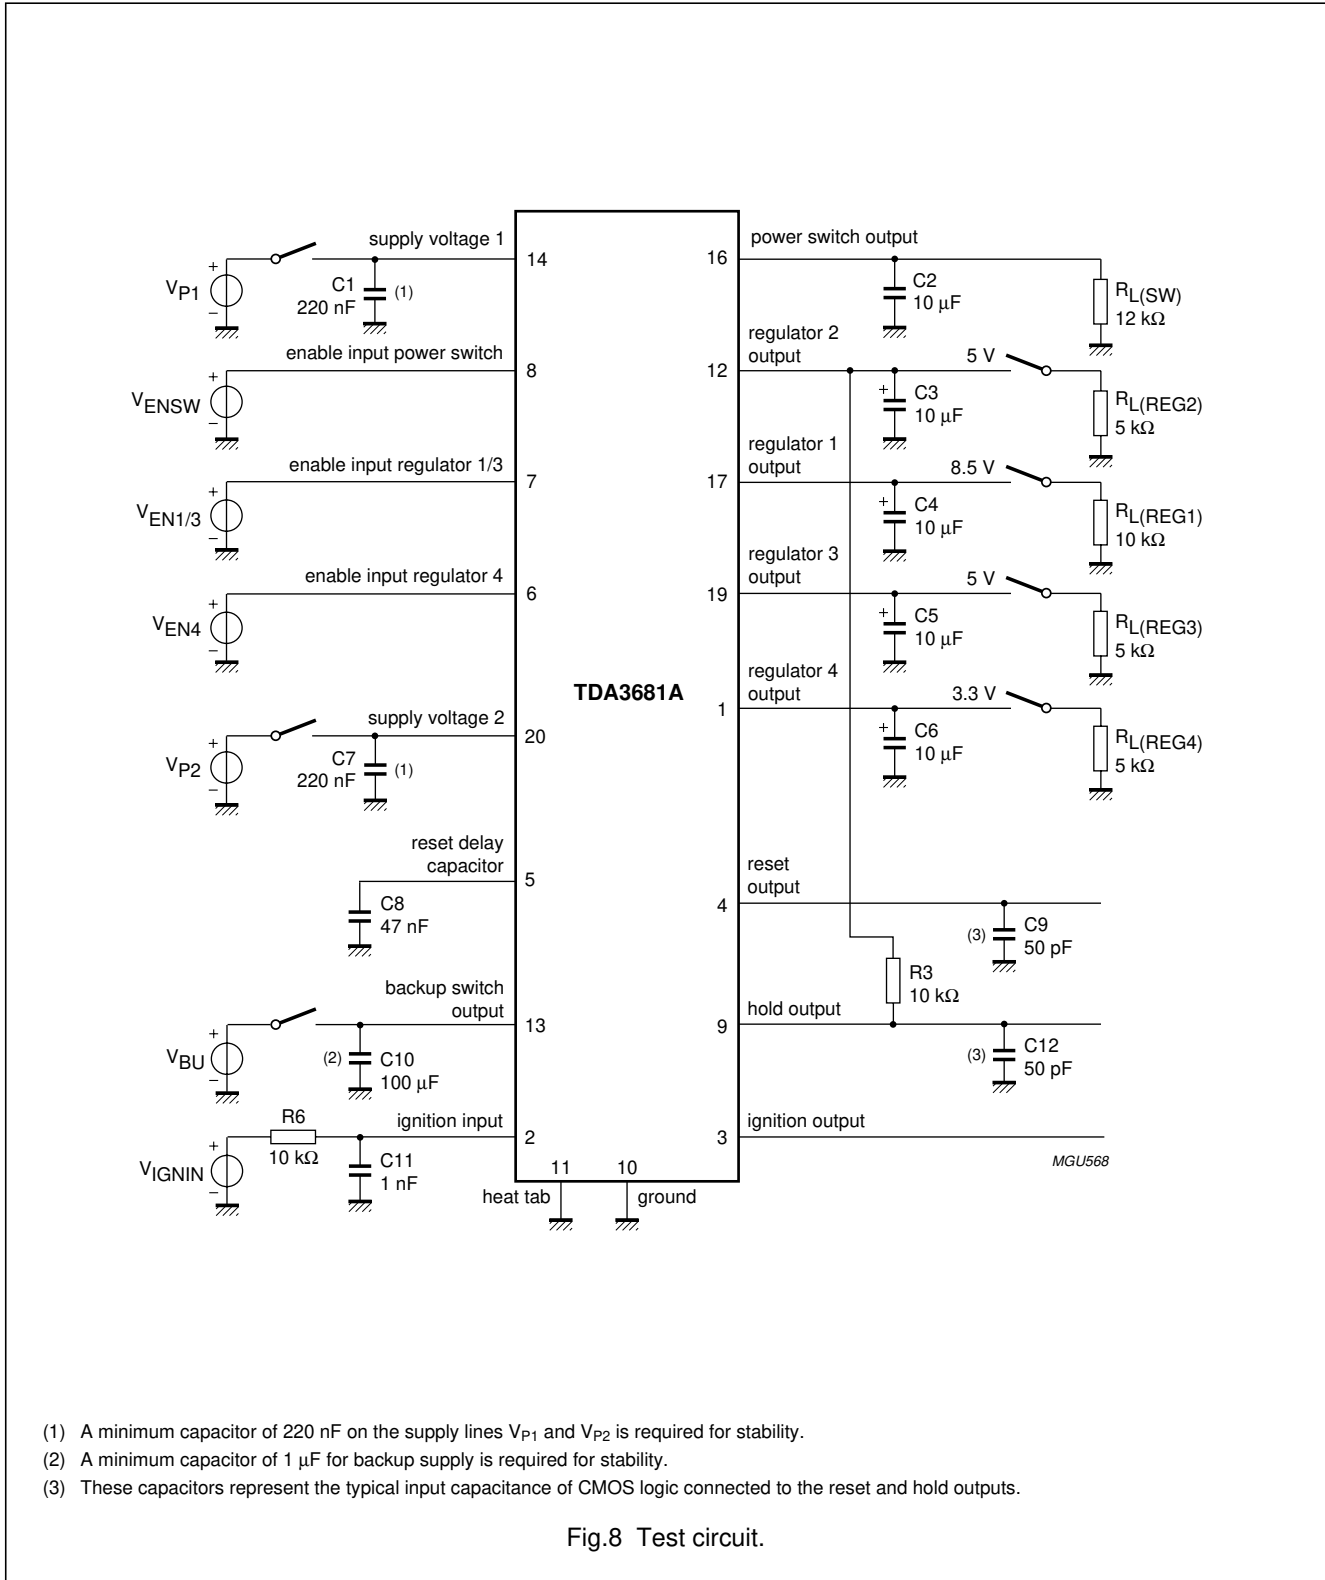 supply voltage 1
14
+
V_P1
−
C1
220 nF
(1)
enable input power switch
8
+
V_ENSW
−
enable input regulator 1/3
7
+
V_EN1/3
−
enable input regulator 4
6
+
V_EN4
−
supply voltage 2
20
+
V_P2
−
C7
220 nF
(1)
reset delay
capacitor
5
C8
47 nF
backup switch
output
13
+
V_BU
−
(2)
C10
100 μF
ignition input
2
+
V_IGNIN
−
R6
10 kΩ
C11
1 nF
TDA3681A
11
heat tab
10
ground
power switch output
16
C2
10 μF
R_L(SW)
12 kΩ
regulator 2
output
12
5 V
+
C3
10 μF
R_L(REG2)
5 kΩ
regulator 1
output
17
8.5 V
+
C4
10 μF
R_L(REG1)
10 kΩ
regulator 3
output
19
5 V
+
C5
10 μF
R_L(REG3)
5 kΩ
regulator 4
output
1
3.3 V
+
C6
10 μF
R_L(REG4)
5 kΩ
reset
output
4
(3)
C9
50 pF
R3
10 kΩ
hold output
9
(3)
C12
50 pF
ignition output
3
MGU568
(1) A minimum capacitor of 220 nF on the supply lines V_P1 and V_P2 is required for stability.
(2) A minimum capacitor of 1 μF for backup supply is required for stability.
(3) These capacitors represent the typical input capacitance of CMOS logic connected to the reset and hold outputs.
Fig.8 Test circuit.